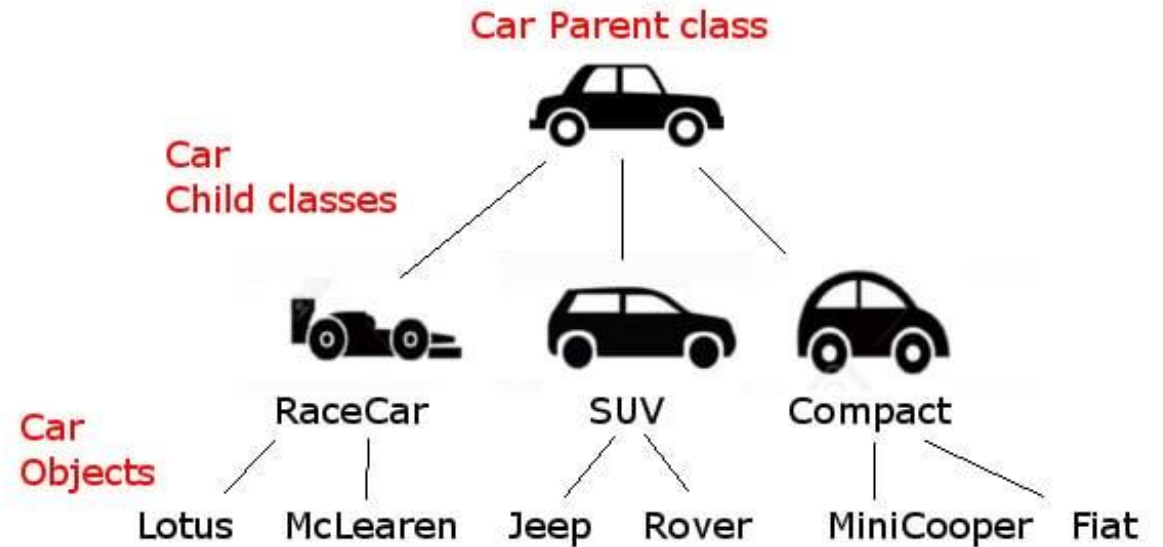 Car Parent class
Car
Child classes
RaceCar
SUV
Compact
Car
Objects
Lotus
McLearen
Jeep
Rover
MiniCooper
Fiat